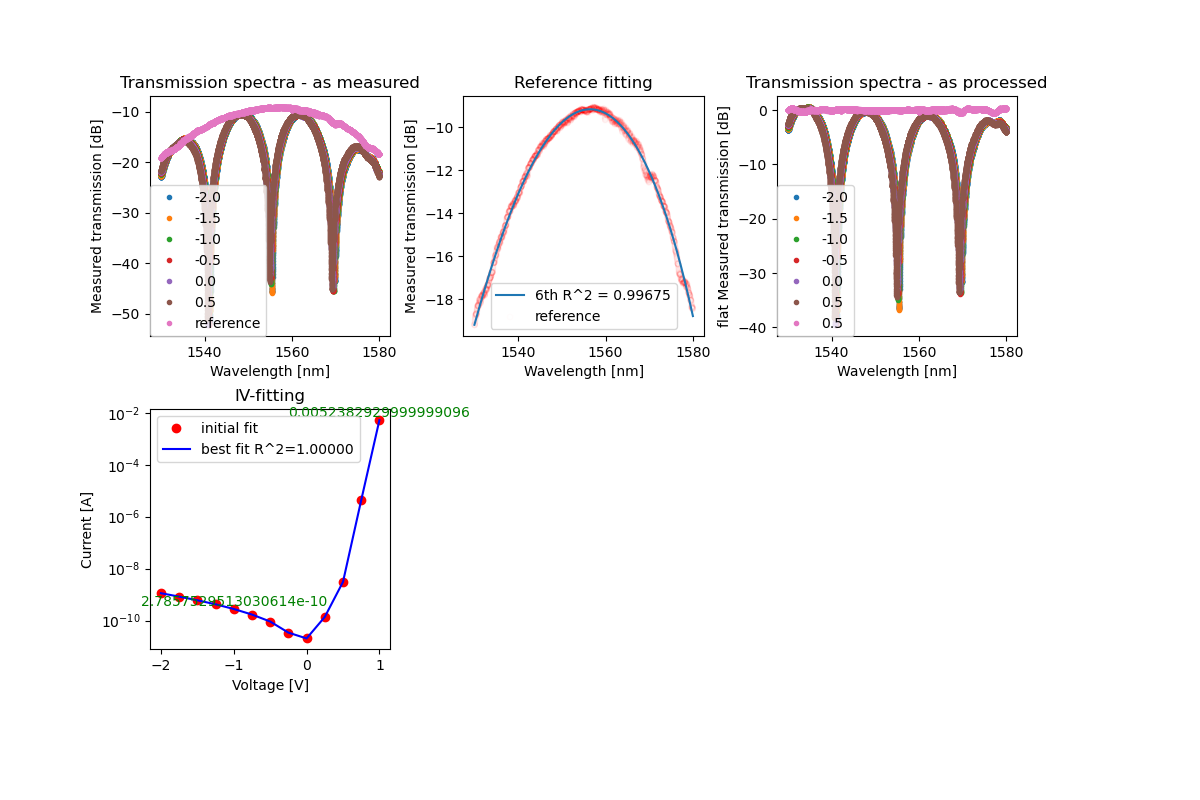 Transmission spectra - as measured
Measured transmission [dB]
−10
−20
−30
−40
−50
-2.0
-1.5
-1.0
-0.5
0.0
0.5
reference
1540
1560
1580
Wavelength [nm]
Reference fitting
Measured transmission [dB]
−10
−12
−14
−16
−18
6th R^2 = 0.99675
reference
1540
1560
1580
Wavelength [nm]
Transmission spectra - as processed
flat Measured transmission [dB]
0
−10
−20
−30
−40
-2.0
-1.5
-1.0
-0.5
0.0
0.5
0.5
1540
1560
1580
Wavelength [nm]
IV-fitting
Current [A]
10−2
10−4
10−6
10−8
10−10
0.0052382929999999096
initial fit
best fit R^2=1.00000
−2
−1
0
1
Voltage [V]